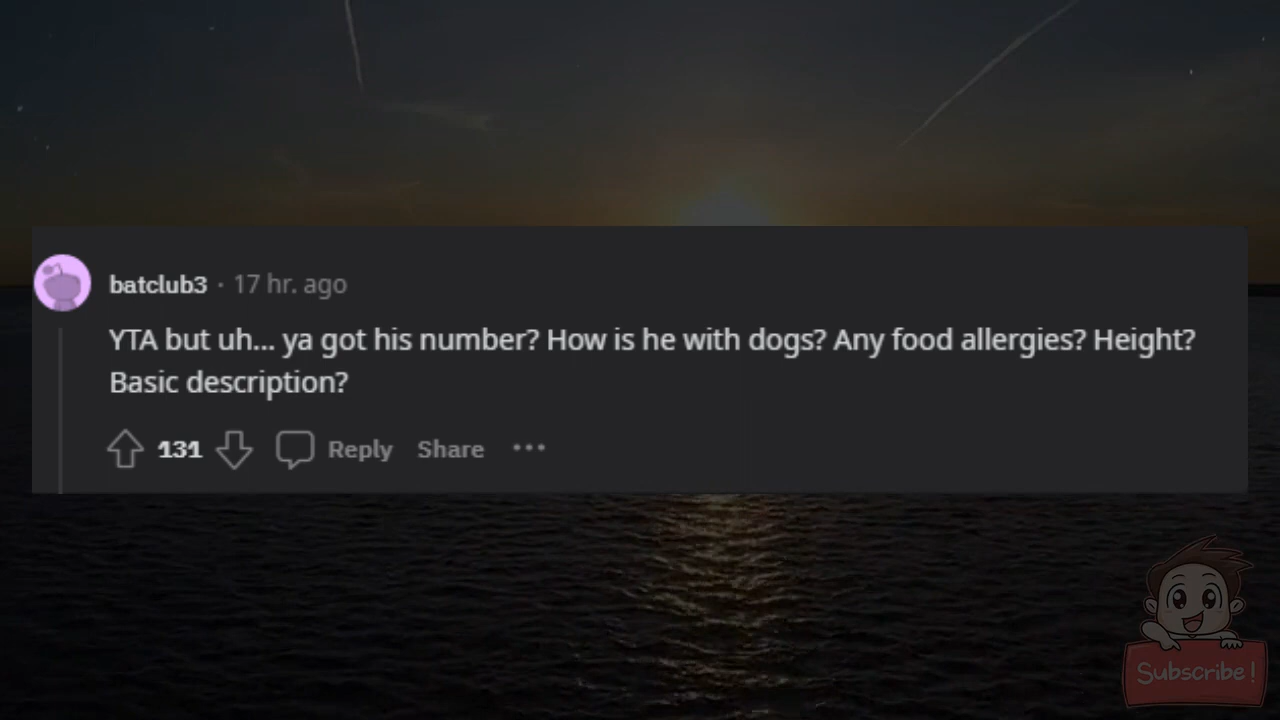 batclub3 · 17 hr. ago
YTA but uh... ya got his number? How is he with dogs? Any food allergies? Height?
Basic description?
131 Reply Share ···
Subscribe!